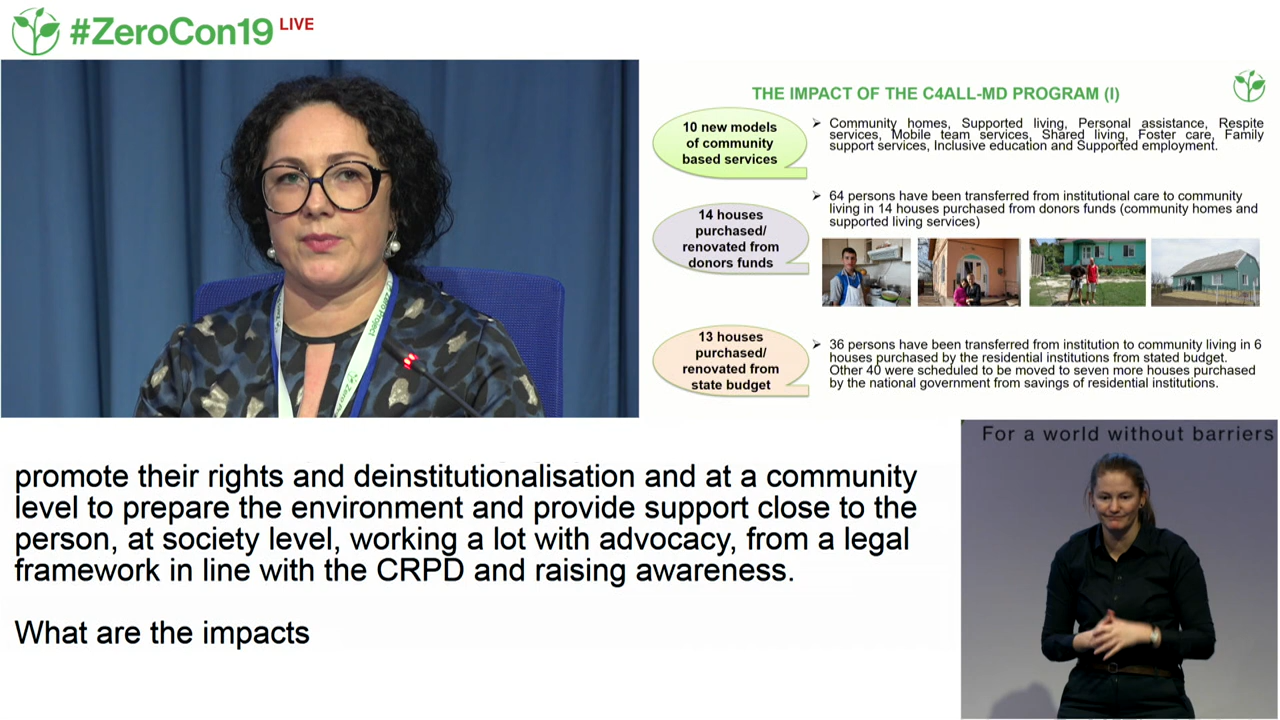 #ZeroCon19 LIVE
THE IMPACT OF THE C4ALL-MD PROGRAM (I)
10 new models
of community
based services
➢ Community homes, Supported living, Personal assistance, Respite
services, Mobile team services, Shared living, Foster care, Family
support services, Inclusive education and Supported employment.
14 houses
purchased/
renovated from
donors funds
➢ 64 persons have been transferred from institutional care to community
living in 14 houses purchased from donors funds (community homes and
supported living services)
13 houses
purchased/
renovated from
state budget
➢ 36 persons have been transferred from institution to community living in 6
houses purchased by the residential institutions from stated budget.
Other 40 were scheduled to be moved to seven more houses purchased
by the national government from savings of residential institutions.
promote their rights and deinstitutionalisation and at a community
level to prepare the environment and provide support close to the
person, at society level, working a lot with advocacy, from a legal
framework in line with the CRPD and raising awareness.
What are the impacts
For a world without barriers